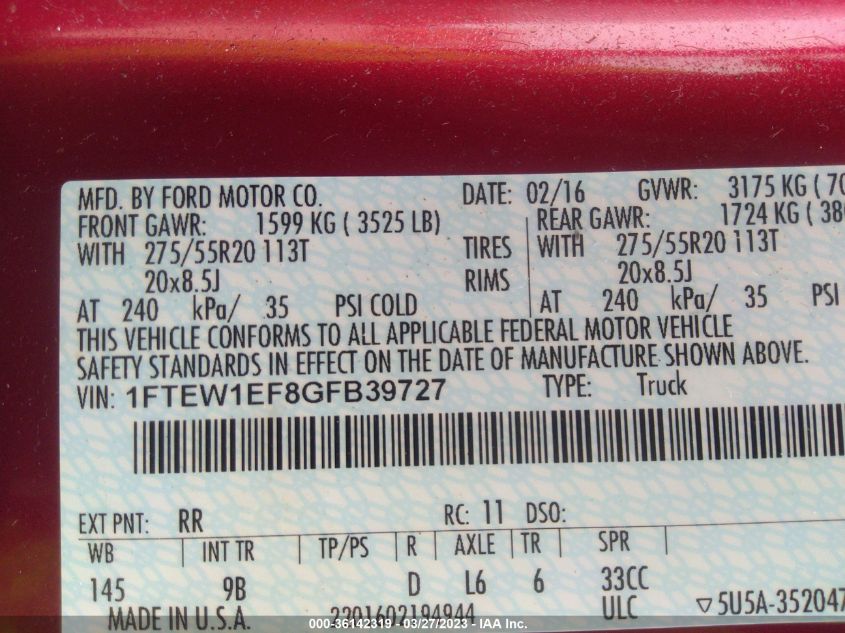 MFD. BY FORD MOTOR CO. DATE: 02/16 GVWR: 3175 KG ( 70
FRONT GAWR: 1599 KG ( 3525 LB) REAR GAWR: 1724 KG ( 380
WITH 275/55R20 113T TIRES WITH 275/55R20 113T
20x8.5J RIMS 20x8.5J
AT 240 kPa/ 35 PSI COLD AT 240 kPa/ 35 PSI
THIS VEHICLE CONFORMS TO ALL APPLICABLE FEDERAL MOTOR VEHICLE
SAFETY STANDARDS IN EFFECT ON THE DATE OF MANUFACTURE SHOWN ABOVE.
VIN: 1FTEW1EF8GFB39727 TYPE: Truck
EXT PNT: RR RC: 11 DSO:
WB INT TR TP/PS R AXLE TR SPR
145 9B D L6 6 33CC
MADE IN U.S.A. 2201602194944 ULC 5U5A-352047
000-36142319 - 03/27/2023 - IAA Inc.